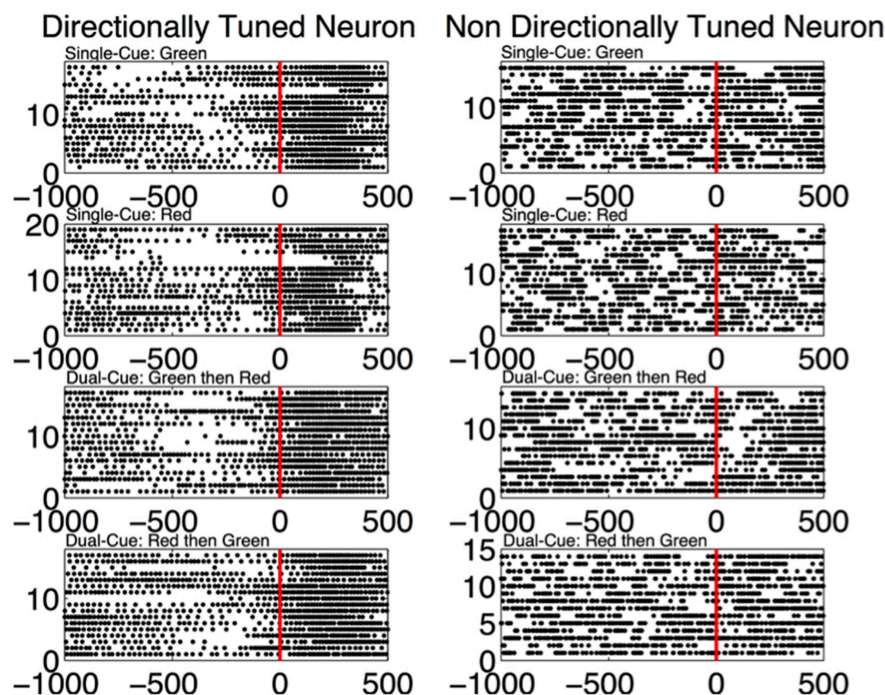 Directionally Tuned Neuron
Non Directionally Tuned Neuron
Single-Cue: Green
10
0
−1000 −500 0 500
Single-Cue: Green
10
0
−1000 −500 0 500
Single-Cue: Red
20
10
0
−1000 −500 0 500
Single-Cue: Red
10
0
−1000 −500 0 500
Dual-Cue: Green then Red
10
0
−1000 −500 0 500
Dual-Cue: Green then Red
10
0
−1000 −500 0 500
Dual-Cue: Red then Green
10
0
−1000 −500 0 500
Dual-Cue: Red then Green
15
10
5
0
−1000 −500 0 500